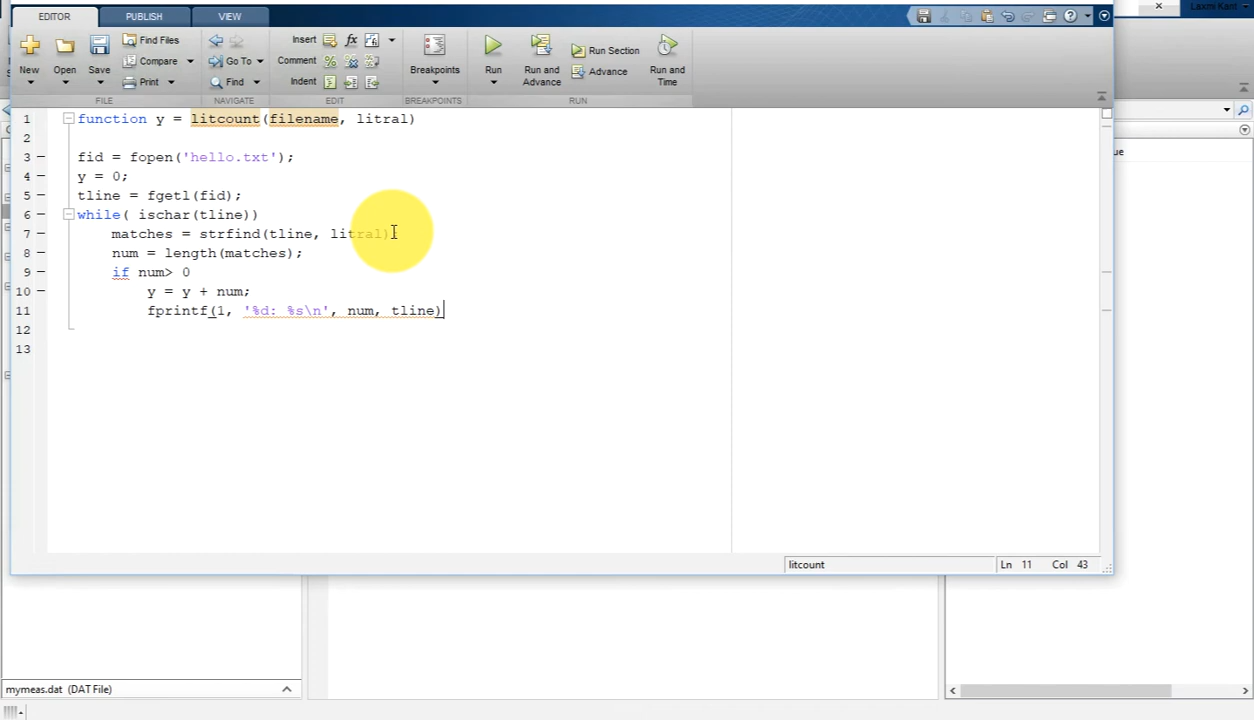 Laxmi Kant
EDITOR PUBLISH VIEW
Find Files Insert fx
New Open Save Compare Go To Comment % Breakpoints Run Run and Advance Run Section Advance Run and Time
Print Find Indent
FILE NAVIGATE EDIT BREAKPOINTS RUN
1 function y = litcount(filename, litral)
2
3 fid = fopen('hello.txt');
4 y = 0;
5 tline = fgetl(fid);
6 while( ischar(tline))
7 matches = strfind(tline, litral);
8 num = length(matches);
9 if num> 0
10 y = y + num;
11 fprintf(1, '%d: %s\n', num, tline)
12
13
ue
litcount Ln 11 Col 43
mymeas.dat (DAT File)